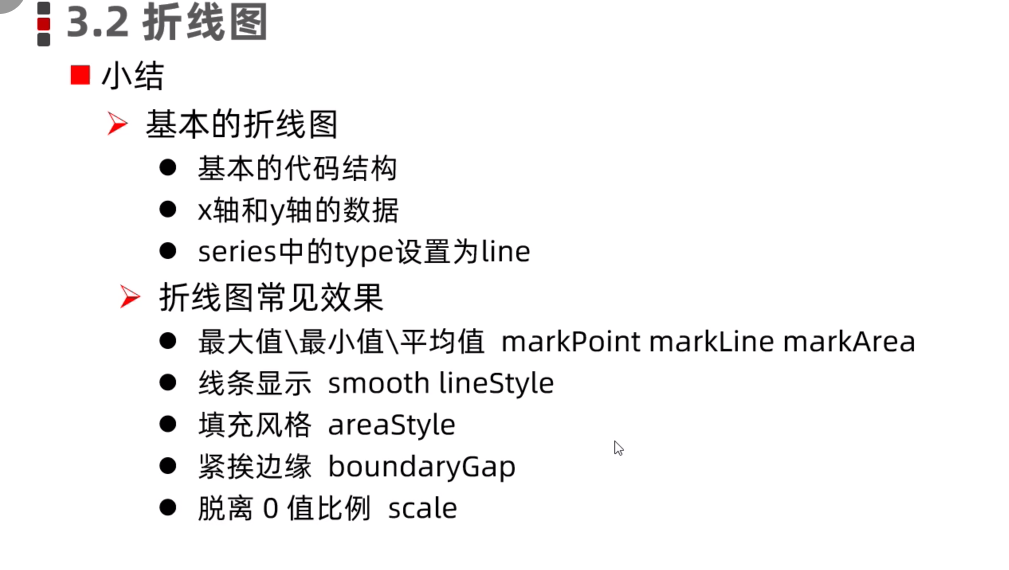 3.2 折线图
小结
基本的折线图
基本的代码结构
x轴和y轴的数据
series中的type设置为line
折线图常见效果
最大值\最小值\平均值 markPoint markLine markArea
线条显示 smooth lineStyle
填充风格 areaStyle
紧挨边缘 boundaryGap
脱离 0 值比例 scale